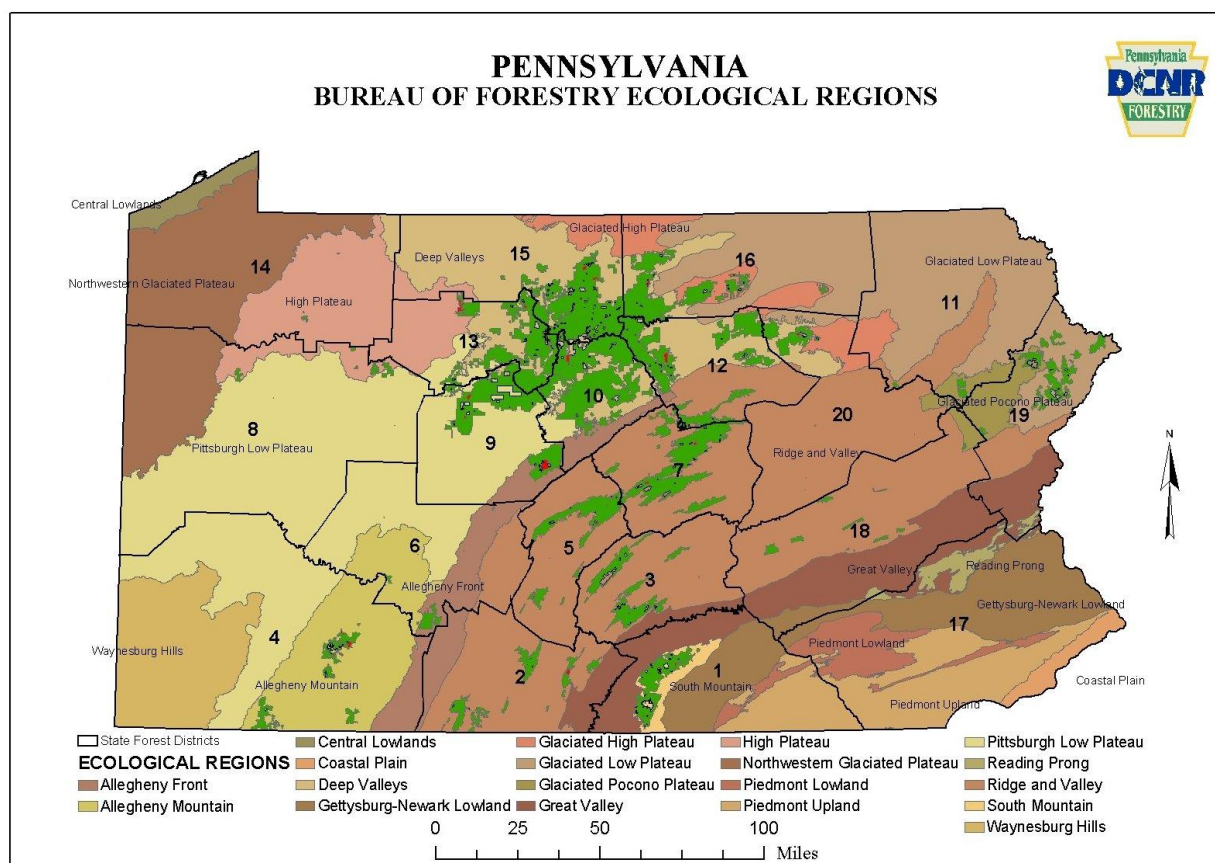 PENNSYLVANIA
BUREAU OF FORESTRY ECOLOGICAL REGIONS
Pennsylvania
DCNR
FORESTRY
Central Lowlands
Glaciated High Plateau
15
Deep Valleys
16
14
Glaciated Low Plateau
Northwestern Glaciated Plateau
High Plateau
11
13
12
10
Glaciated Pocono Plateau
19
8
9
20
Pittsburgh Low Plateau
7
Ridge and Valley
18
6
5
Great Valley
Reading Prong
3
Allegheny Front
Gettysburg-Newark Lowland
4
17
Waynesburg Hills
Piedmont Lowland
1
2
Allegheny Mountain
South Mountain
Coastal Plain
Piedmont Upland
N
State Forest Districts
ECOLOGICAL REGIONS
Allegheny Front
Allegheny Mountain
Central Lowlands
Coastal Plain
Deep Valleys
Gettysburg-Newark Lowland
Glaciated High Plateau
Glaciated Low Plateau
Glaciated Pocono Plateau
Great Valley
High Plateau
Northwestern Glaciated Plateau
Piedmont Lowland
Piedmont Upland
Pittsburgh Low Plateau
Reading Prong
Ridge and Valley
South Mountain
Waynesburg Hills
0 25 50 100
Miles